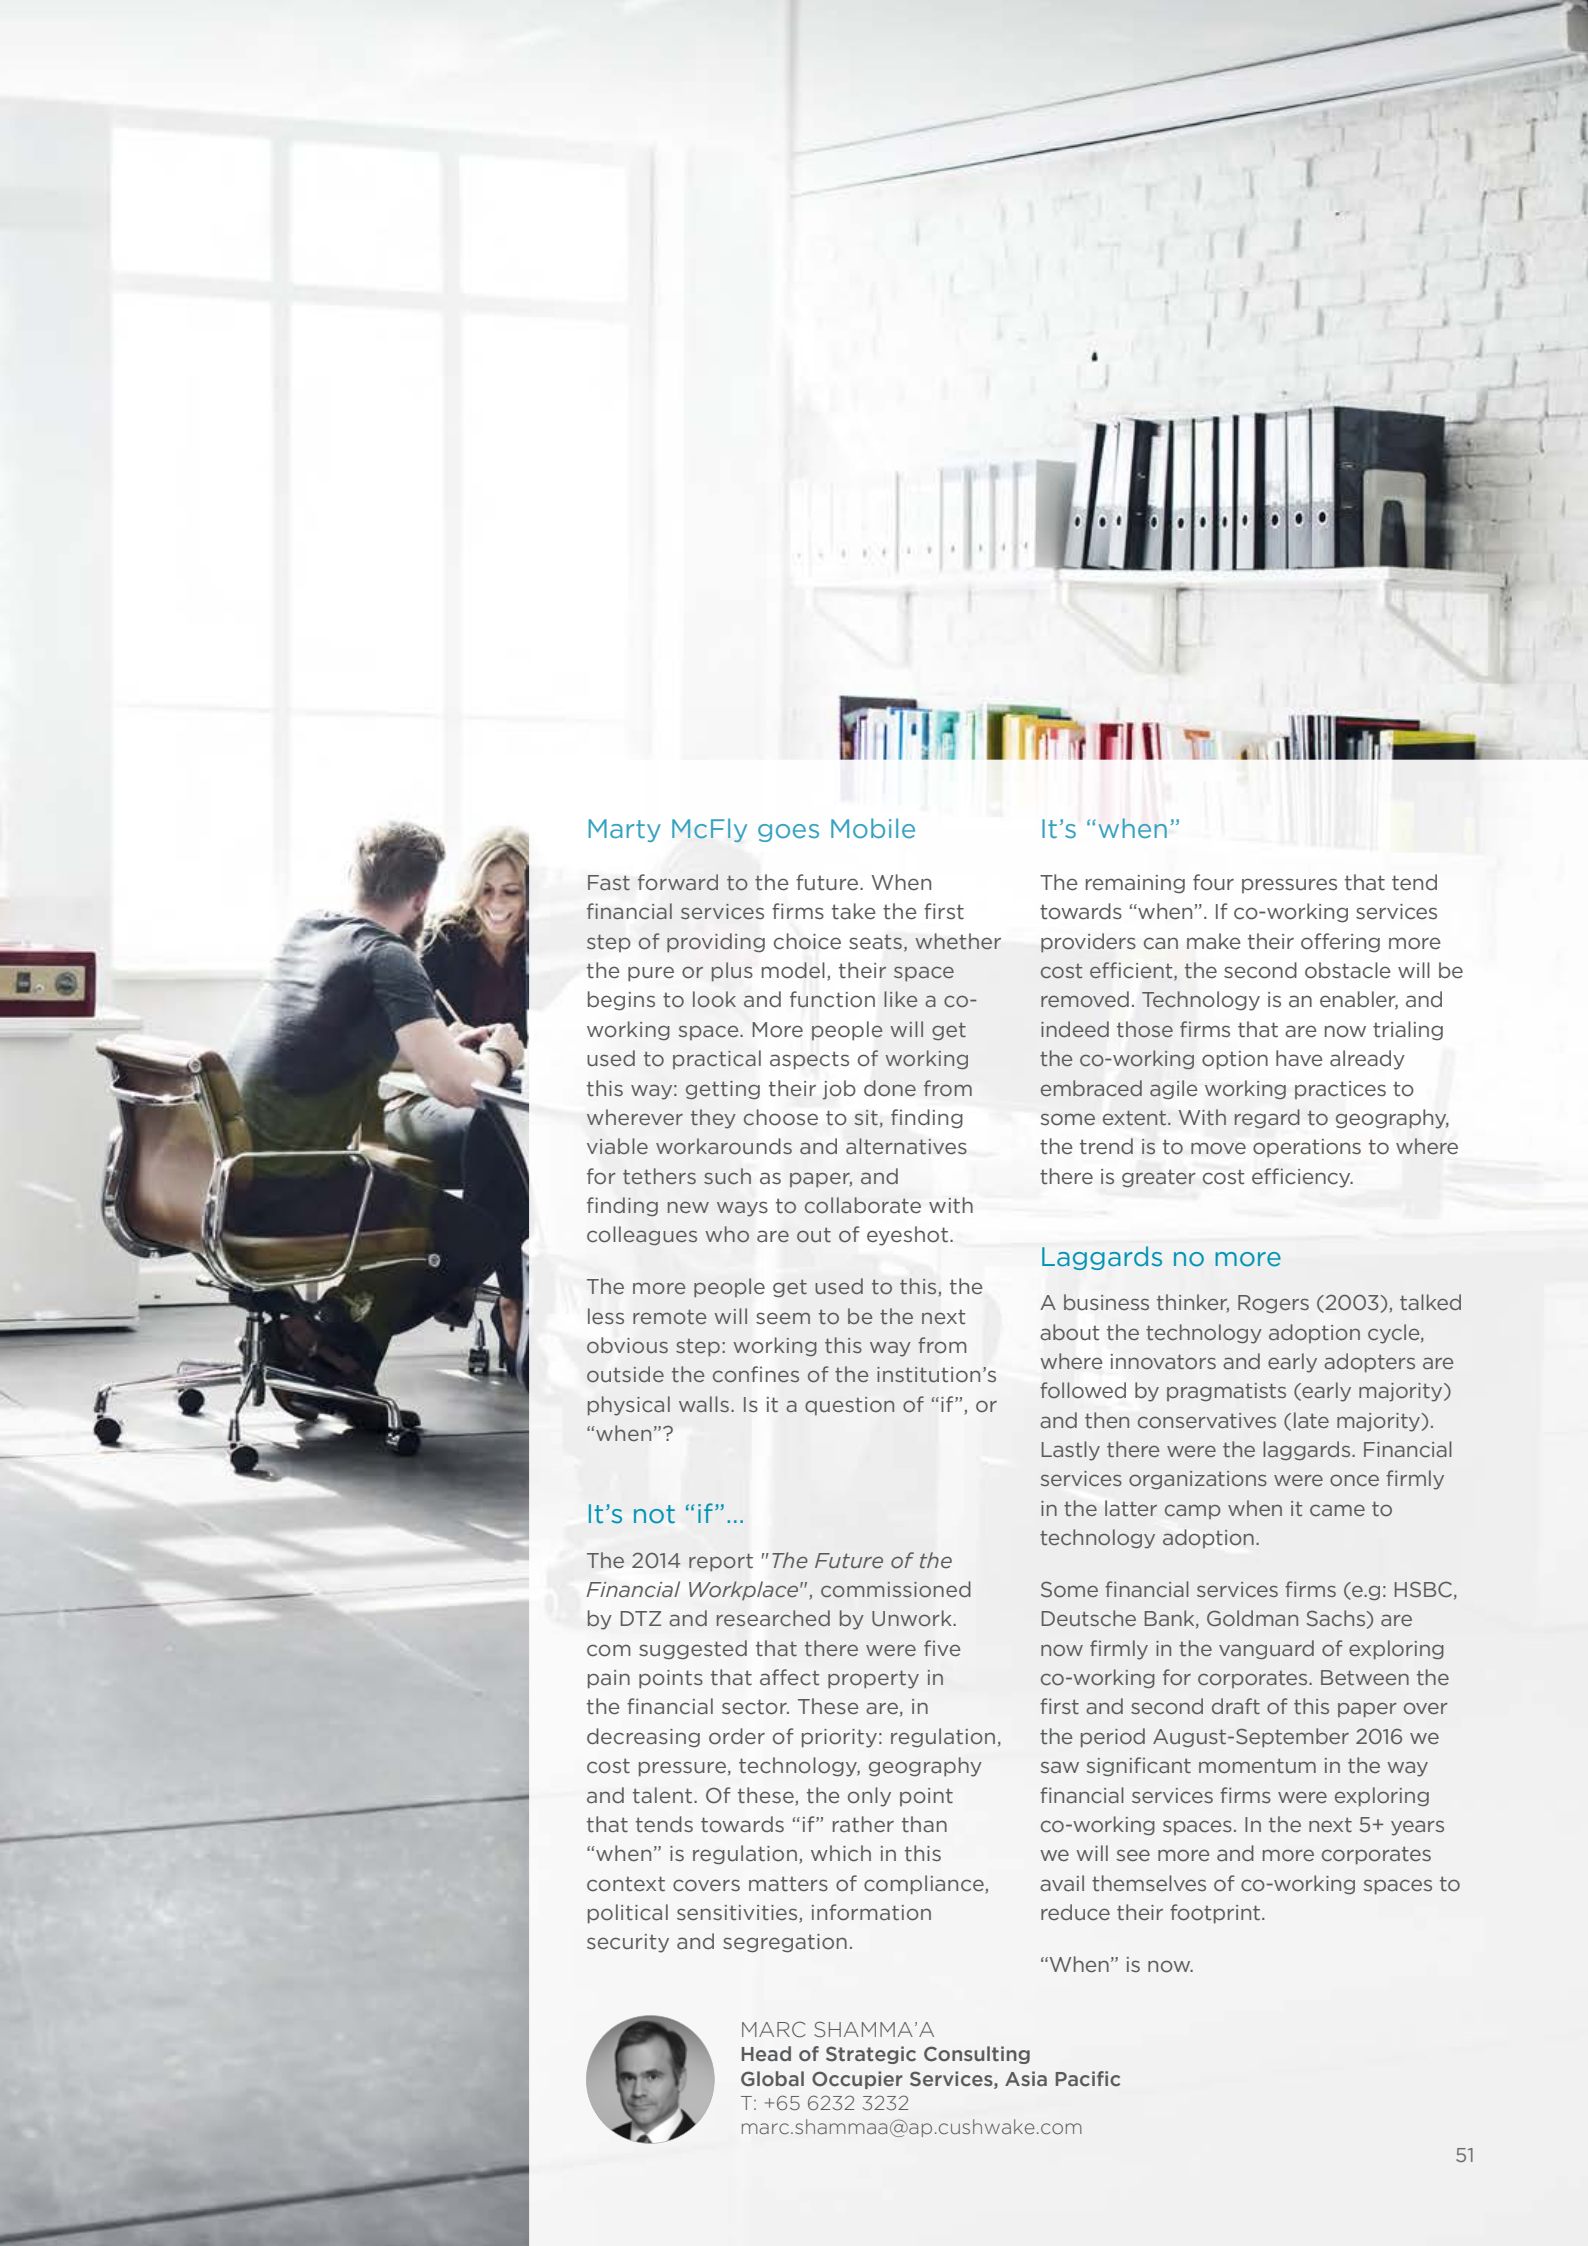 Marty McFly goes Mobile
Fast forward to the future. When
financial services firms take the first
step of providing choice seats, whether
the pure or plus model, their space
begins to look and function like a co-
working space. More people will get
used to practical aspects of working
this way: getting their job done from
wherever they choose to sit, finding
viable workarounds and alternatives
for tethers such as paper, and
finding new ways to collaborate with
colleagues who are out of eyeshot.
The more people get used to this, the
less remote will seem to be the next
obvious step: working this way from
outside the confines of the institution’s
physical walls. Is it a question of “if”, or
“when”?
It’s not “if”...
The 2014 report "The Future of the
Financial Workplace", commissioned
by DTZ and researched by Unwork.
com suggested that there were five
pain points that affect property in
the financial sector. These are, in
decreasing order of priority: regulation,
cost pressure, technology, geography
and talent. Of these, the only point
that tends towards “if” rather than
“when” is regulation, which in this
context covers matters of compliance,
political sensitivities, information
security and segregation.
It’s “when”
The remaining four pressures that tend
towards “when”. If co-working services
providers can make their offering more
cost efficient, the second obstacle will be
removed. Technology is an enabler, and
indeed those firms that are now trialing
the co-working option have already
embraced agile working practices to
some extent. With regard to geography,
the trend is to move operations to where
there is greater cost efficiency.
Laggards no more
A business thinker, Rogers (2003), talked
about the technology adoption cycle,
where innovators and early adopters are
followed by pragmatists (early majority)
and then conservatives (late majority).
Lastly there were the laggards. Financial
services organizations were once firmly
in the latter camp when it came to
technology adoption.
Some financial services firms (e.g: HSBC,
Deutsche Bank, Goldman Sachs) are
now firmly in the vanguard of exploring
co-working for corporates. Between the
first and second draft of this paper over
the period August-September 2016 we
saw significant momentum in the way
financial services firms were exploring
co-working spaces. In the next 5+ years
we will see more and more corporates
avail themselves of co-working spaces to
reduce their footprint.
“When” is now.
MARC SHAMMA’A
Head of Strategic Consulting
Global Occupier Services, Asia Pacific
T: +65 6232 3232
marc.shammaa@ap.cushwake.com
51